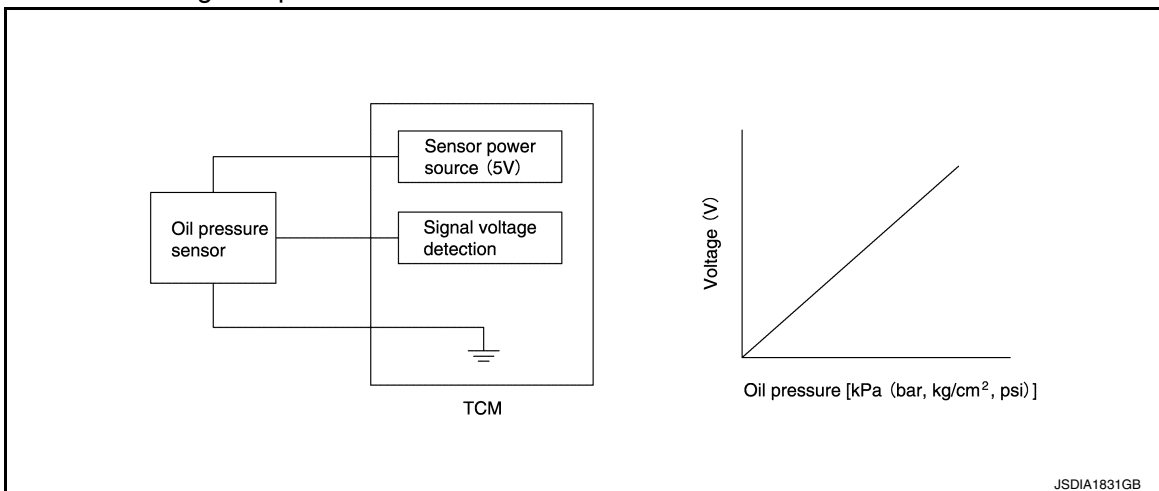 Sensor power
source (5V)
Oil pressure
sensor
Signal voltage
detection
TCM
Voltage (V)
Oil pressure [kPa (bar, kg/cm², psi)]
JSDIA1831GB